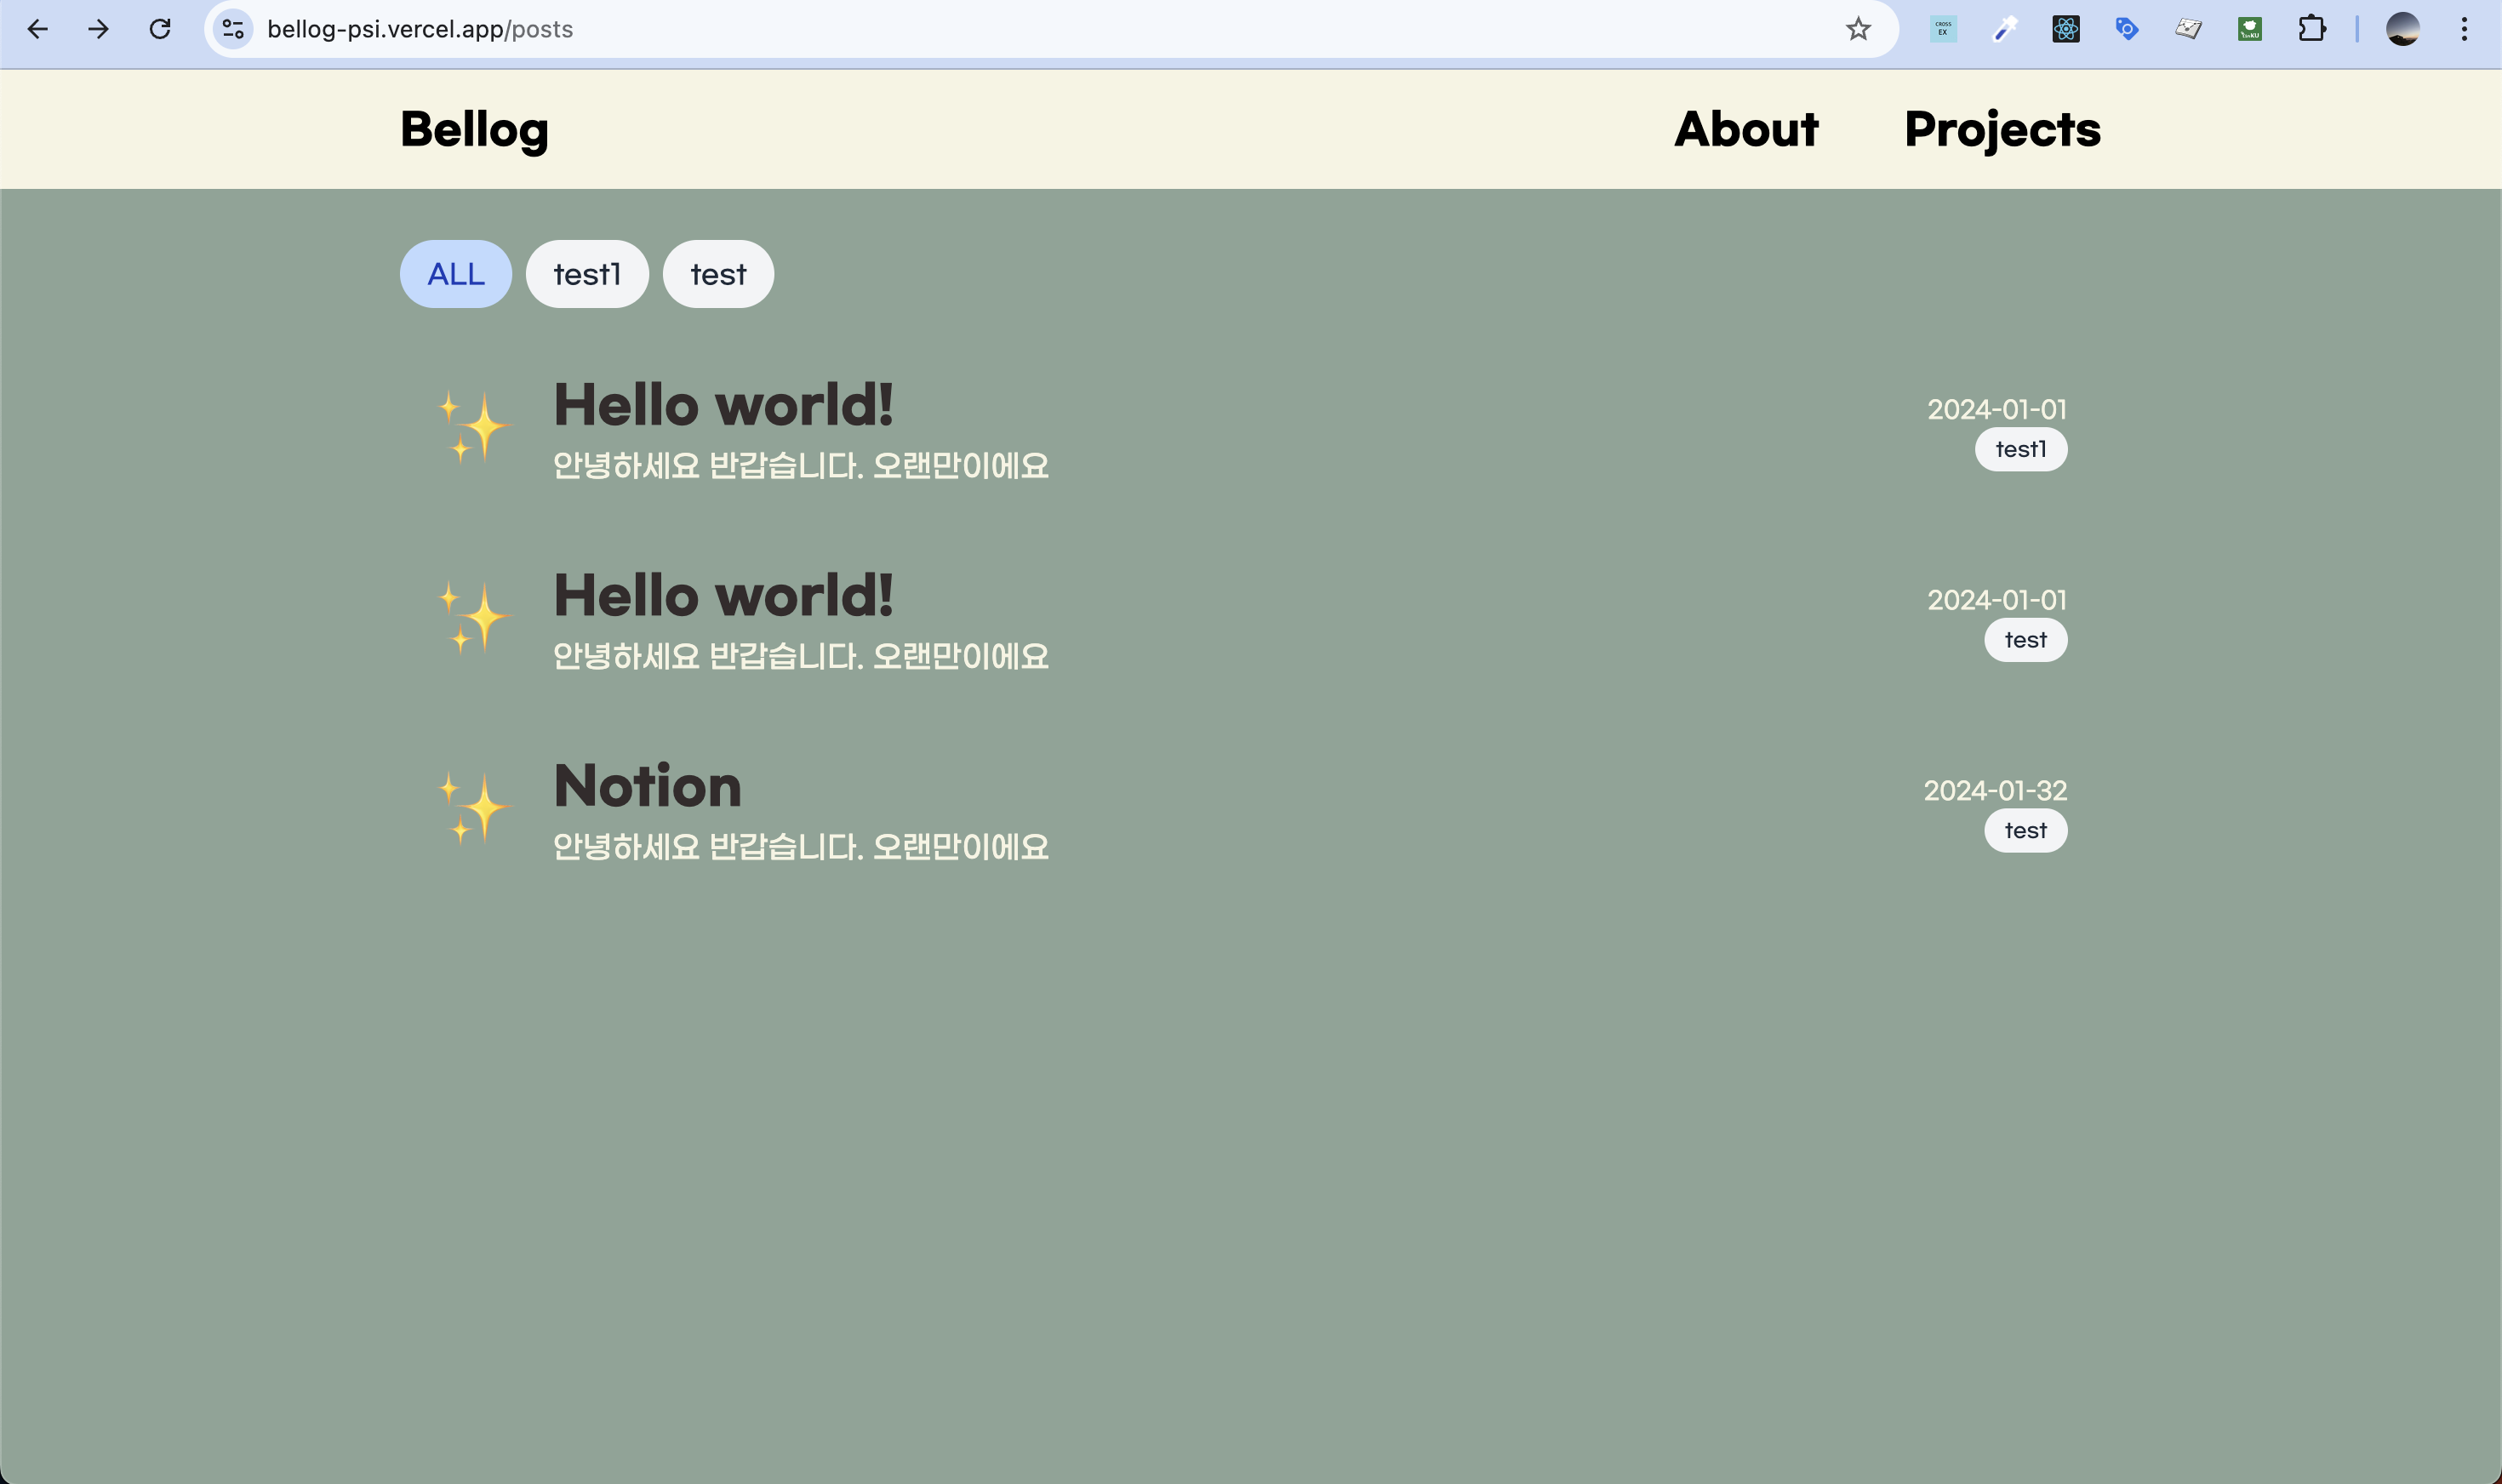 bellog-psi.vercel.app/posts
CROSS
EX
Bellog
About
Projects
ALL
test1
test
Hello world!
2024-01-01
안녕하세요 반갑습니다. 오랜만이에요
test1
Hello world!
2024-01-01
안녕하세요 반갑습니다. 오랜만이에요
test
Notion
2024-01-32
안녕하세요 반갑습니다. 오랜만이에요
test